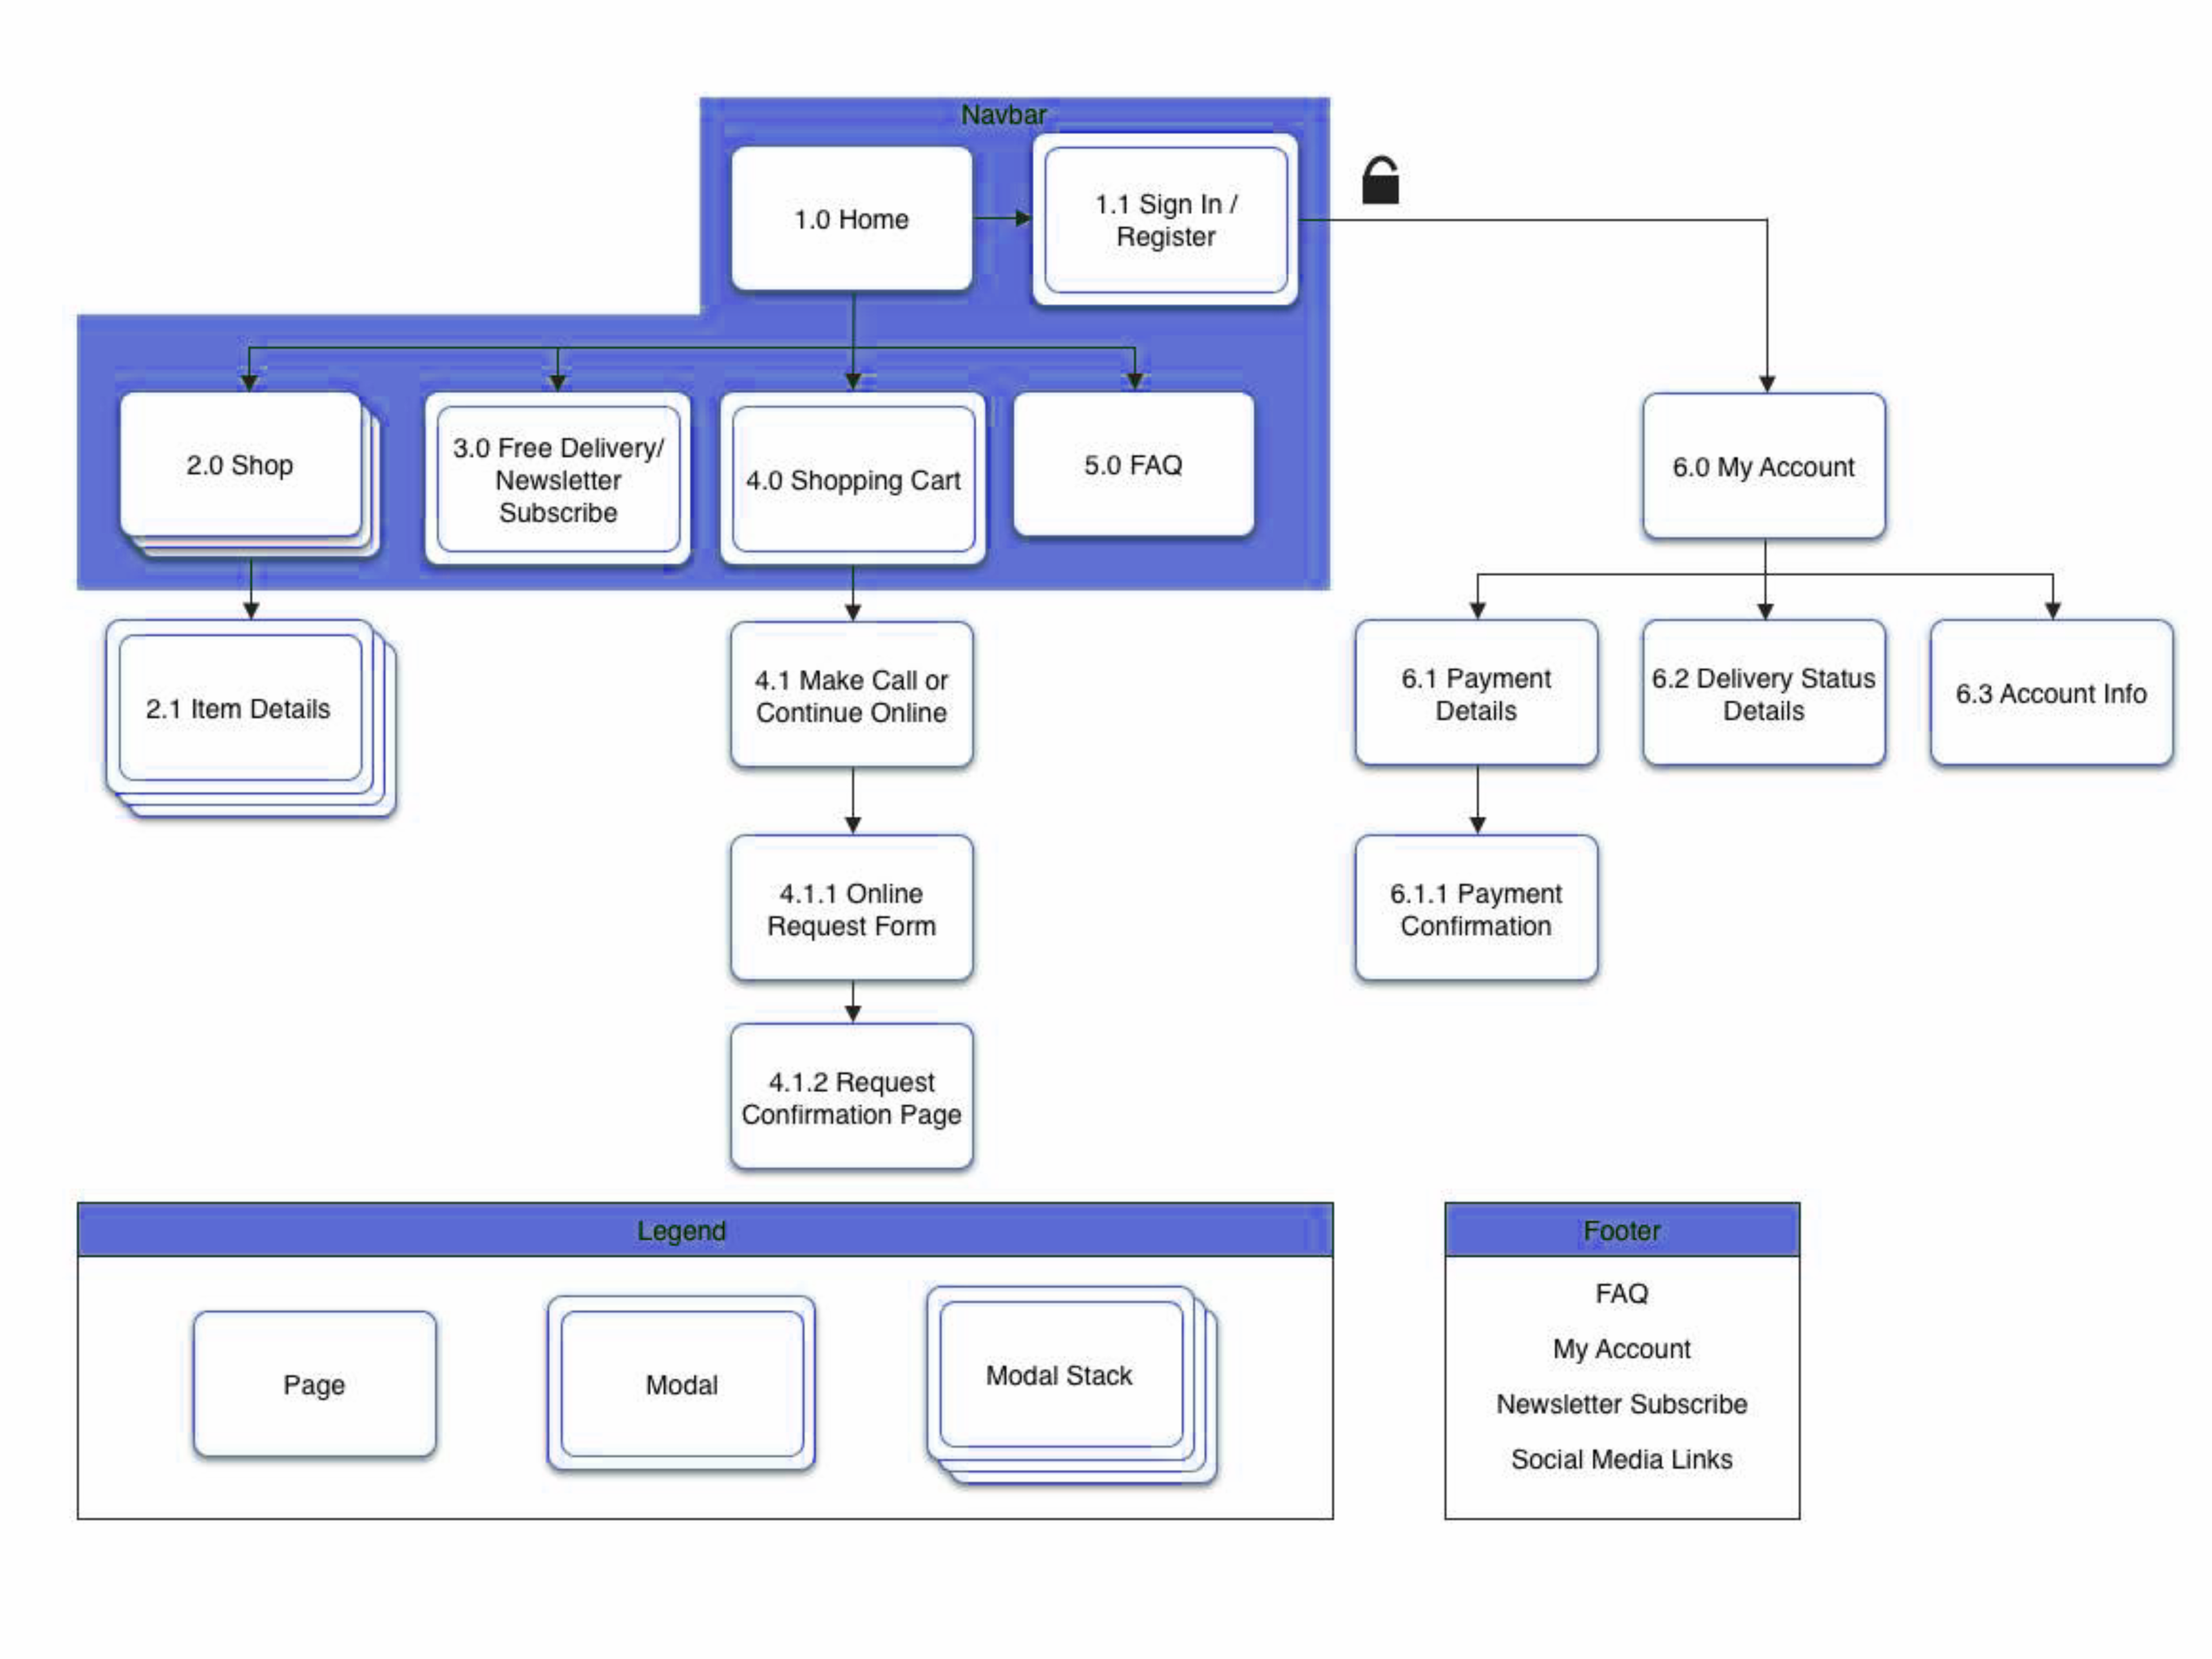 Navbar
1.0 Home
1.1 Sign In /
Register
2.0 Shop
3.0 Free Delivery/
Newsletter
Subscribe
4.0 Shopping Cart
5.0 FAQ
6.0 My Account
2.1 Item Details
4.1 Make Call or
Continue Online
6.1 Payment
Details
6.2 Delivery Status
Details
6.3 Account Info
4.1.1 Online
Request Form
6.1.1 Payment
Confirmation
4.1.2 Request
Confirmation Page
Legend
Page
Modal
Modal Stack
Footer
FAQ
My Account
Newsletter Subscribe
Social Media Links